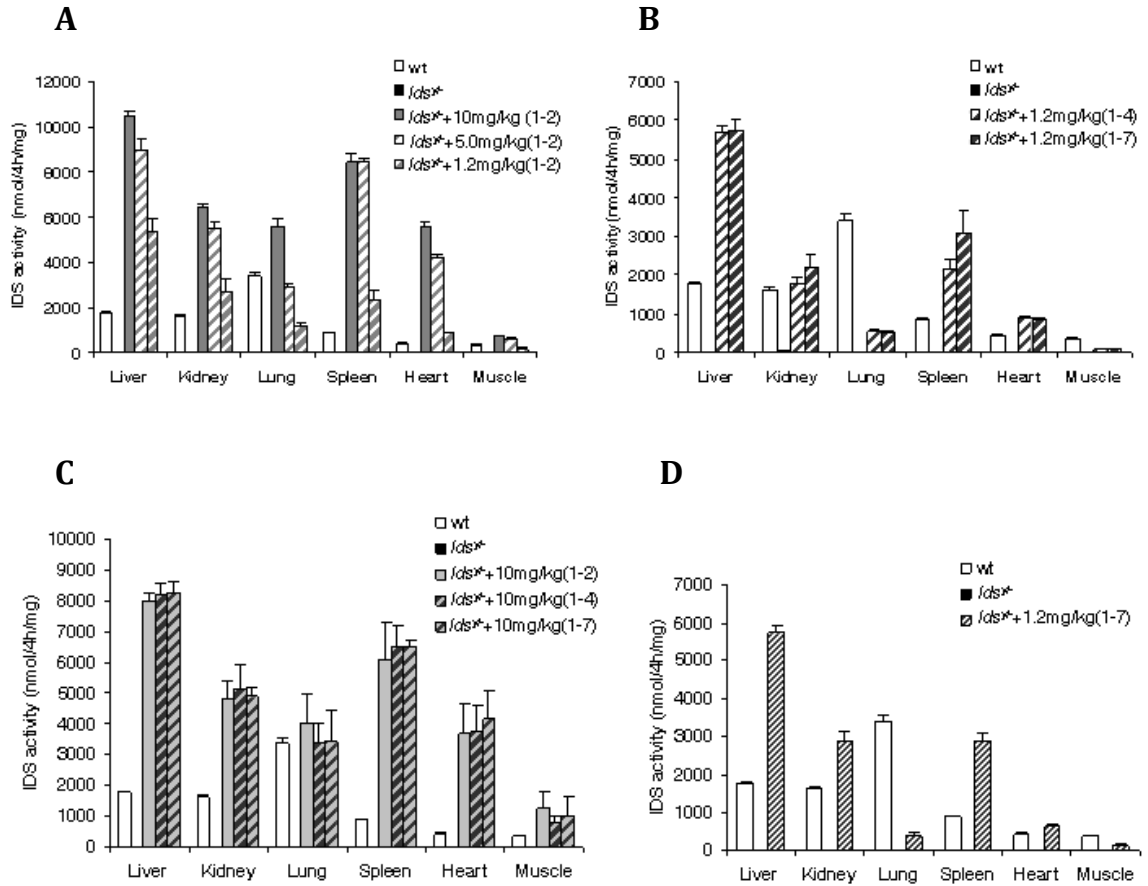 A
wt
Ids
Ids +10mg/kg (1-2)
Ids +5.0mg/kg(1-2)
Ids +1.2mg/kg(1-2)
IDS activity (nmol/4h/mg)
12000
10000
8000
6000
4000
2000
0
Liver Kidney Lung Spleen Heart Muscle
B
wt
Ids
Ids +1.2mg/kg(1-4)
Ids +1.2mg/kg(1-7)
IDS activity (nmol/4h/mg)
7000
6000
5000
4000
3000
2000
1000
0
Liver Kidney Lung Spleen Heart Muscle
C
wt
Ids
Ids +10mg/kg(1-2)
Ids +10mg/kg(1-4)
Ids +10mg/kg(1-7)
IDS activity (nmol/4h/mg)
10000
9000
8000
7000
6000
5000
4000
3000
2000
1000
0
Liver Kidney Lung Spleen Heart Muscle
D
wt
Ids
Ids +1.2mg/kg(1-7)
IDS activity (nmol/4h/mg)
7000
6000
5000
4000
3000
2000
1000
0
Liver Kidney Lung Spleen Heart Muscle